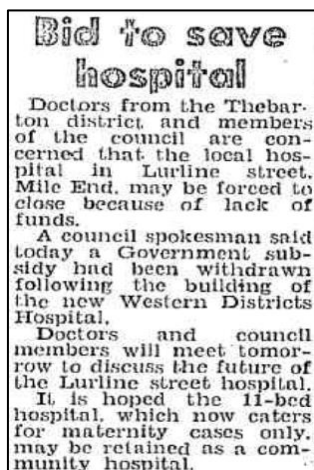 Bid to save
hospital
Doctors from the Thebar-
ton district and members
of the council are con-
cerned that the local hos-
pital in Lurline street,
Mile End, may be forced to
close because of lack of
funds.
A council spokesman said
today a Government sub-
sidy had been withdrawn
following the building of
the new Western Districts
Hospital.
Doctors and council
members will meet tomor-
row to discuss the future of
the Lurline street hospital.
It is hoped the 11-bed
hospital, which now caters
for maternity cases only,
may be retained as a com-
munity hospital.